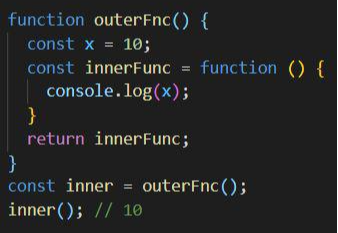 function outerFnc() {
const x = 10;
const innerFunc = function () {
console.log(x);
}
return innerFunc;
}
const inner = outerFnc();
inner(); // 10